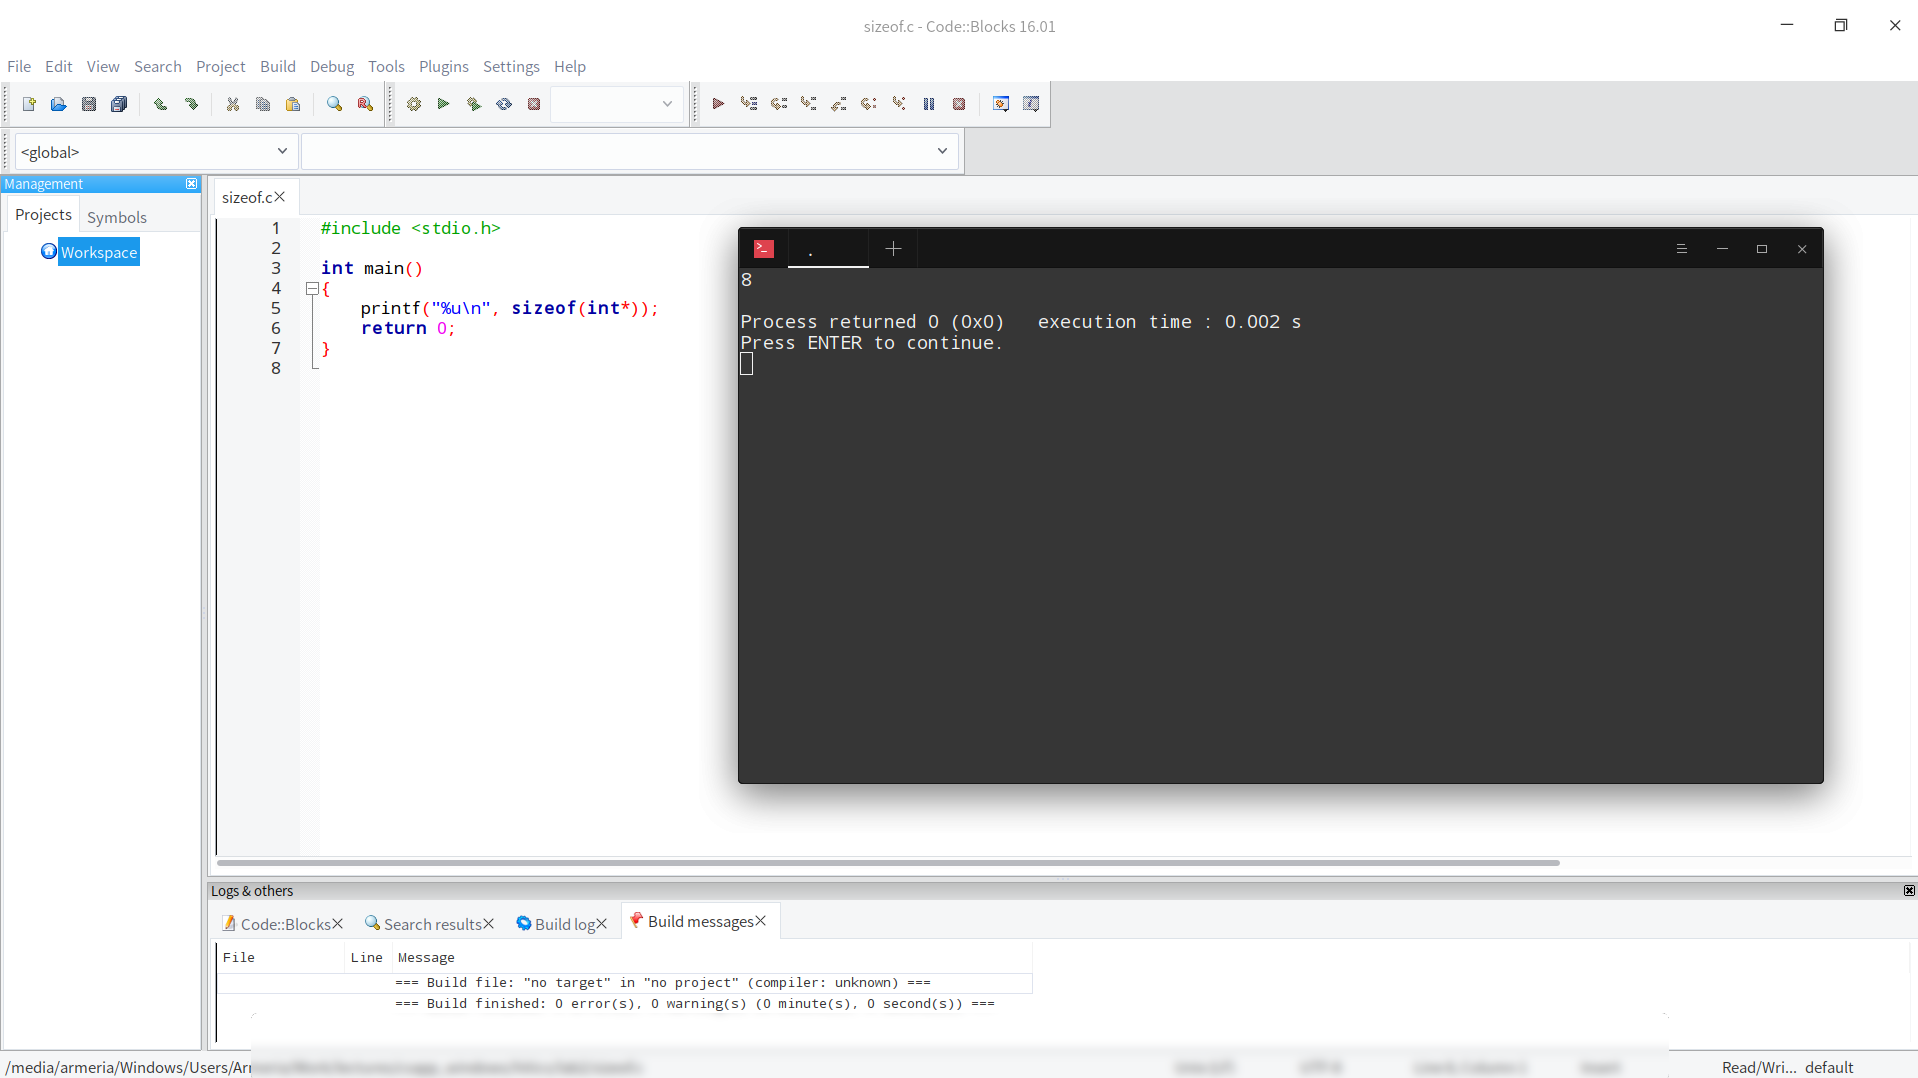 sizeof.c - Code::Blocks 16.01
File Edit View Search Project Build Debug Tools Plugins Settings Help
<global>
Management
Projects Symbols
Workspace
sizeof.c
1 #include <stdio.h>
2
3 int main()
4 {
5 printf("%u\n", sizeof(int*));
6 return 0;
7 }
8
.
8
Process returned 0 (0x0)   execution time : 0.002 s
Press ENTER to continue.
Logs & others
Code::Blocks Search results Build log Build messages
File Line Message
=== Build file: "no target" in "no project" (compiler: unknown) ===
=== Build finished: 0 error(s), 0 warning(s) (0 minute(s), 0 second(s)) ===
/media/armeria/Windows/Users/Ar
Read/Wri... default